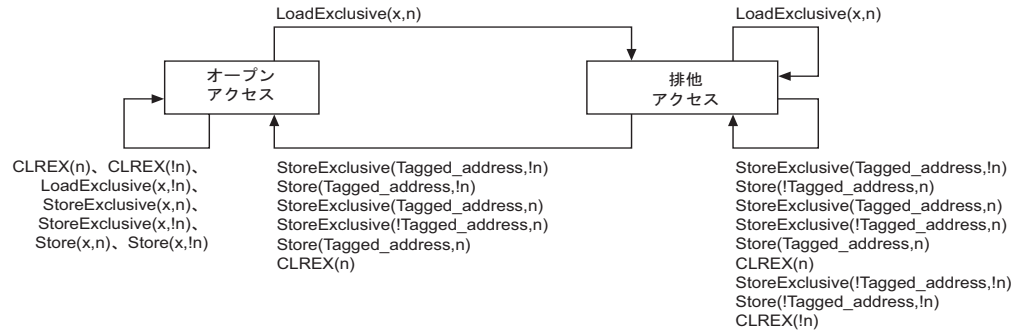 LoadExclusive(x,n)
LoadExclusive(x,n)
オープン
アクセス
排他
アクセス
CLREX(n)、CLREX(!n)、
LoadExclusive(x,!n)、
StoreExclusive(x,n)、
StoreExclusive(x,!n)、
Store(x,n)、Store(x,!n)
StoreExclusive(Tagged_address,!n)
Store(Tagged_address,!n)
StoreExclusive(Tagged_address,n)
StoreExclusive(!Tagged_address,n)
Store(Tagged_address,n)
CLREX(n)
StoreExclusive(Tagged_address,!n)
Store(!Tagged_address,n)
StoreExclusive(Tagged_address,n)
StoreExclusive(!Tagged_address,n)
Store(Tagged_address,n)
CLREX(n)
StoreExclusive(!Tagged_address,!n)
Store(!Tagged_address,!n)
CLREX(!n)